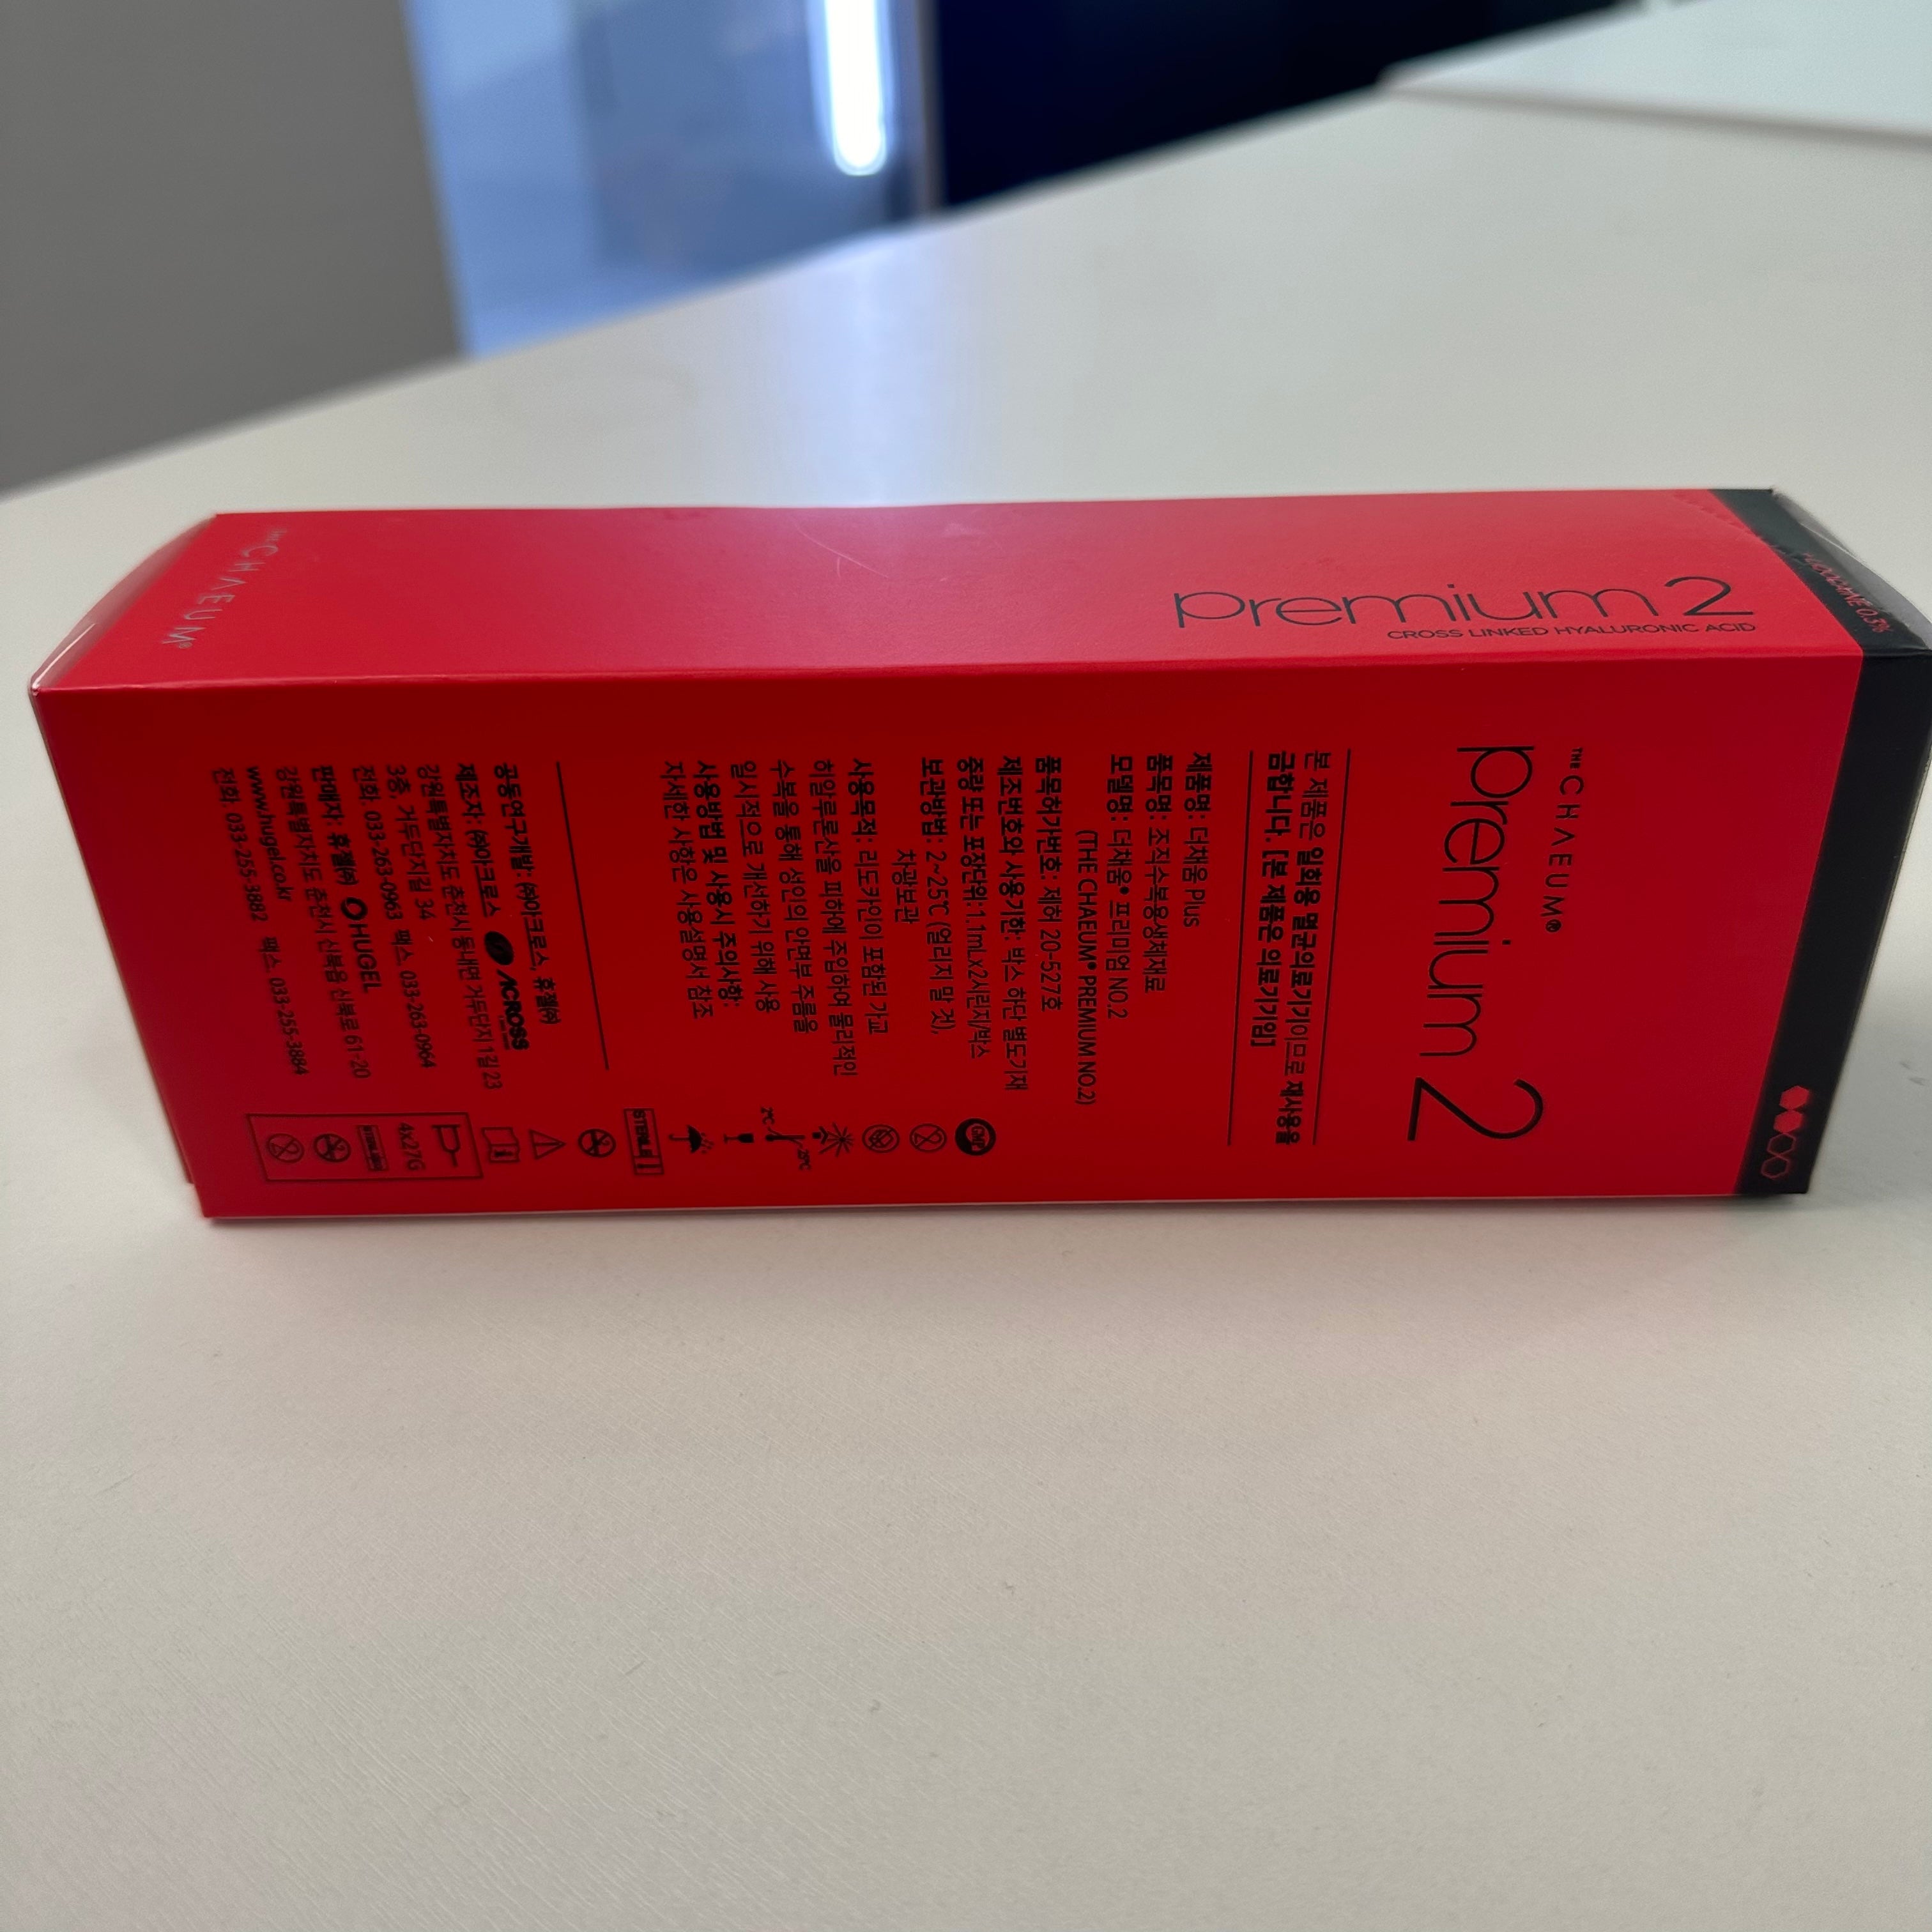 THE CHAEUM®
premium 2
CROSS LINKED HYALURONIC ACID
LIDOCAINE 0.3%
THE CHAEUM®
premium 2
본 제품은 일회용 멸균의료기기이므로 재사용을
금합니다. [본 제품은 의료기기임]
제품명: 더채움 Plus
품목명: 조직수복용생체재료
모델명: 더채움® 프리미엄 NO.2
(THE CHAEUM® PREMIUM NO.2)
품목허가번호: 제허 20-527호
제조번호와 사용기한: 박스 하단 별도기재
중량 또는 포장단위: 1.1mLx2시린지/박스
보관방법: 2~25℃ (얼리지 말 것),
차광보관
사용목적: 리도카인이 포함된 가교
히알루론산을 피하에 주입하여 물리적인
수복을 통해 성인의 안면부 주름을
일시적으로 개선하기 위해 사용
사용방법 및 사용시 주의사항:
자세한 사항은 사용설명서 참조
공동연구개발: ㈜아크로스, 휴젤㈜
제조자: ㈜아크로스 ACROSS
강원특별자치도 춘천시 동내면 거두단지1길 23
3층, 거두단지길 34
전화. 033-263-0963 팩스. 033-263-0964
판매자: 휴젤㈜ HUGEL
강원특별자치도 춘천시 신북읍 신북로 61-20
www.hugel.co.kr
전화. 033-255-3882 팩스. 033-255-3884
GMP
2℃
25℃
STERILE
4x27G